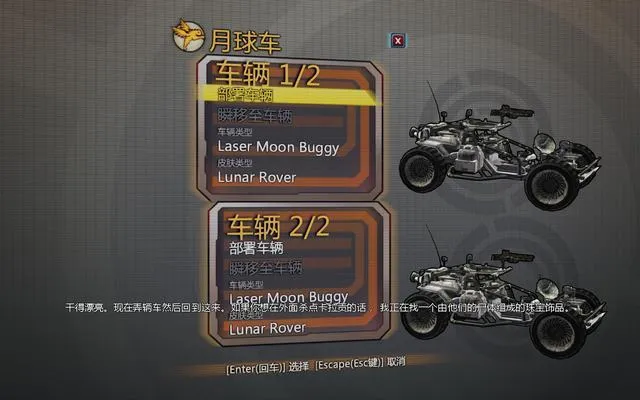 月球车
X
车辆 1/2
部署车辆
瞬移至车辆
车辆类型
Laser Moon Buggy
皮肤类型
Lunar Rover
车辆 2/2
部署车辆
瞬移至车辆
车辆类型
Laser Moon Buggy
干得漂亮。现在弄辆车然后回到这来。如果你想在外面杀点卡拉贡的话，我正在找一个由他们的尸体组成的珠宝饰品。
皮肤类型
Lunar Rover
[Enter(回车)] 选择 [Escape(Esc键)] 取消